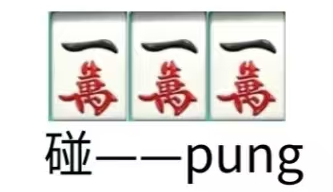 一 一 一
萬 萬 萬
碰——pung